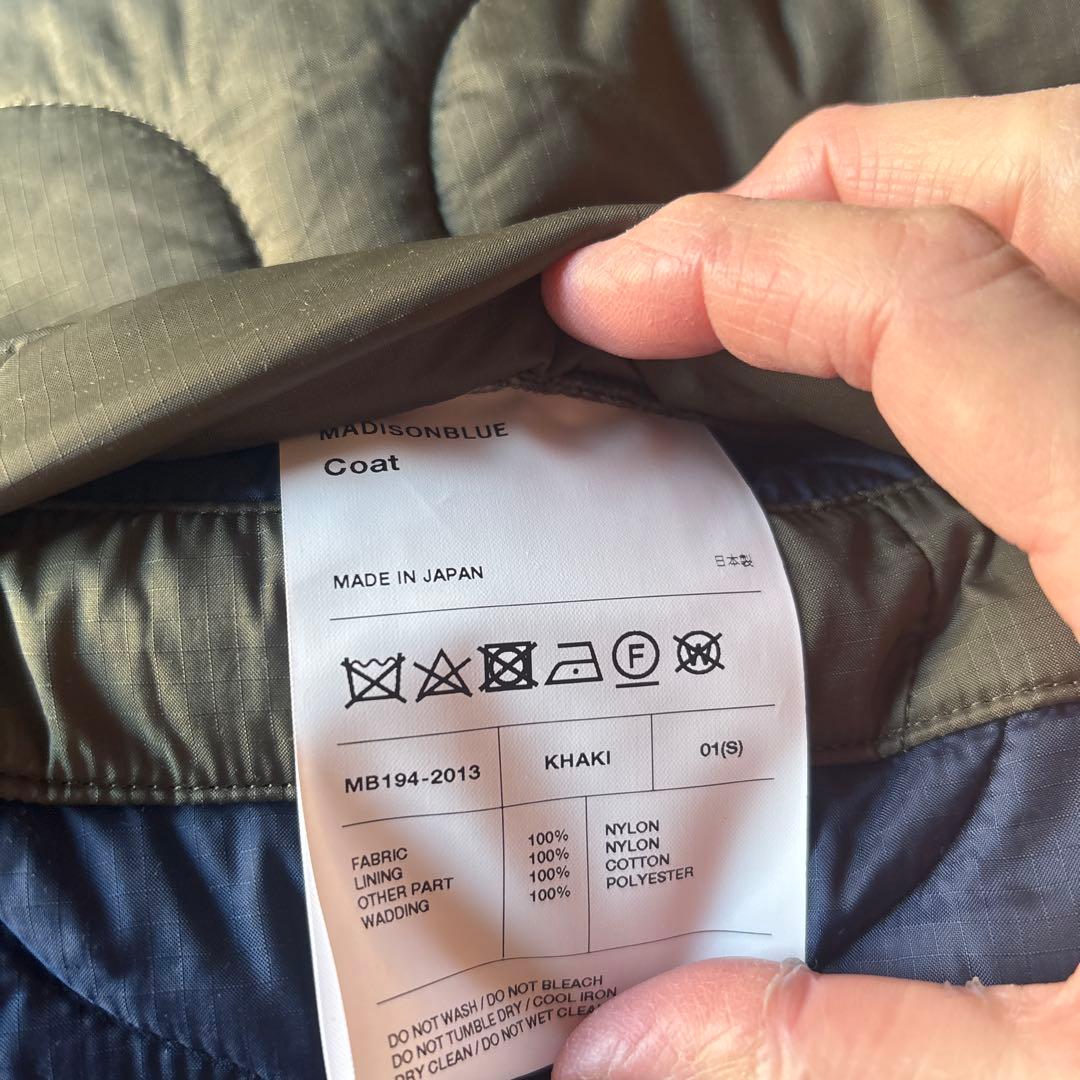 MADISONBLUE
Coat
MADE IN JAPAN 日本製
F W
MB194-2013 KHAKI 01(S)
FABRIC 100% NYLON
LINING 100% NYLON
OTHER PART 100% COTTON
WADDING 100% POLYESTER
DO NOT WASH / DO NOT BLEACH
DO NOT TUMBLE DRY / COOL IRON
DRY CLEAN / DO NOT WET